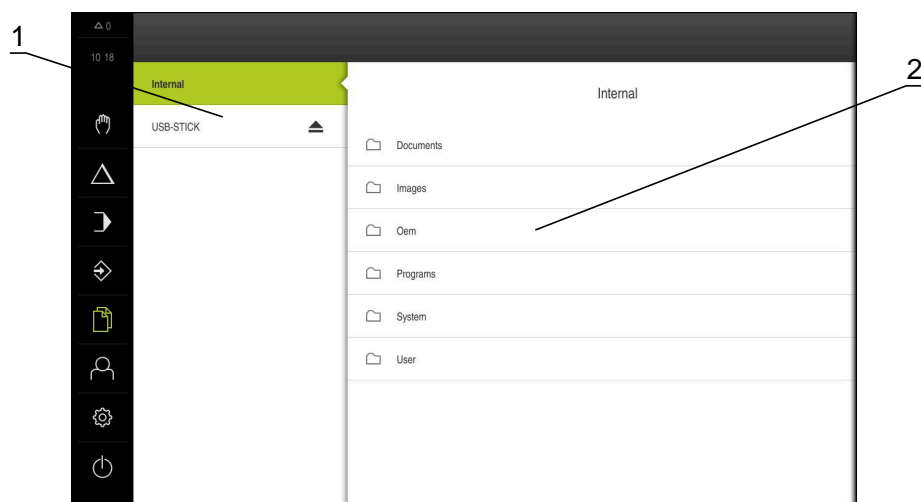 1
0
10 18
Internal
USB-STICK
Internal
2
Documents
Images
Oem
Programs
System
User